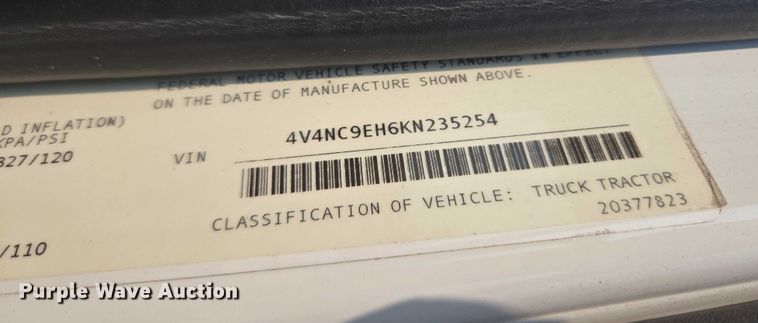 FEDERAL MOTOR VEHICLE SAFETY STANDARDS IN EFFECT
ON THE DATE OF MANUFACTURE SHOWN ABOVE.
D INFLATION)
KPA/PSI
827/120
VIN 4V4NC9EH6KN235254
CLASSIFICATION OF VEHICLE: TRUCK TRACTOR
20377823
/110
Purple Wave Auction